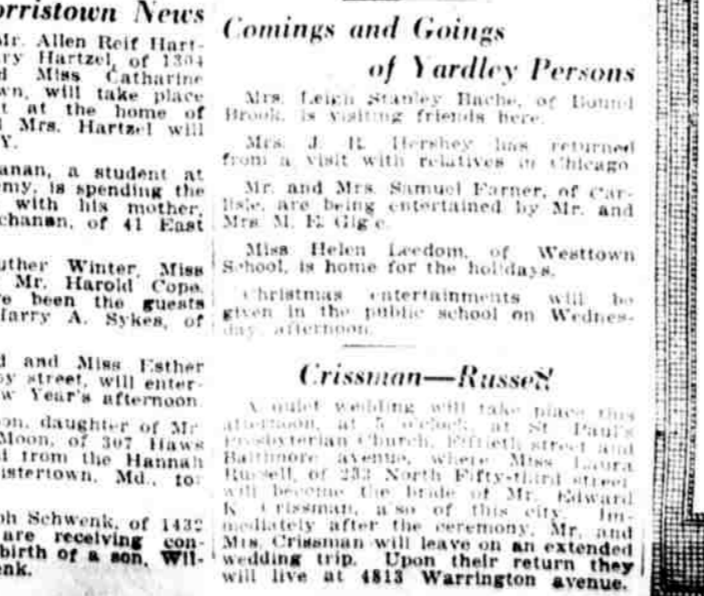 orristown News
Mr. Allen Reif Hart-
ry Hartzel, of 1304
d Miss Catharine
wn, will take place
t at the home of
d Mrs. Hartzel will
Y.
anan, a student at
emy, is spending the
with his mother,
chanan, of 41 East
uther Winter, Miss
Mr. Harold Cope,
e been the guests
Harry A. Sykes, of
d and Miss Esther
by street, will enter-
w Year's afternoon.
on, daughter of Mr
Moon, of 307 Haws
d from the Hannah
istertown, Md., for
ph Schwenk, of 1432
are receiving con-
birth of a son, Wil-
enk.
Comings and Goings
of Yardley Persons
Mrs. Leigh Stanley Bache, of Bound
Brook, is visiting friends here.
Mrs. J. R. Hershey has returned
from a visit with relatives in Chicago
Mr. and Mrs. Samuel Farner, of Car-
lisle, are being entertained by Mr. and
Mrs. M. E.
Miss Helen Leedom, of Westtown
School, is home for the holidays.
Christmas entertainments will be
given in the public school on Wednes-
day afternoon.
Crissman—Russell
A quiet wedding will take place this
afternoon, at 5 o'clock, at St Paul's
Presbyterian Church, Fiftieth street and
Baltimore avenue, where Miss Laura
Russell, of 233 North Fifty-third street
will become the bride of Mr. Edward
K. Crissman, also of this city. Im-
mediately after the ceremony, Mr. and
Mrs. Crissman will leave on an extended
wedding trip. Upon their return they
will live at 4813 Warrington avenue.